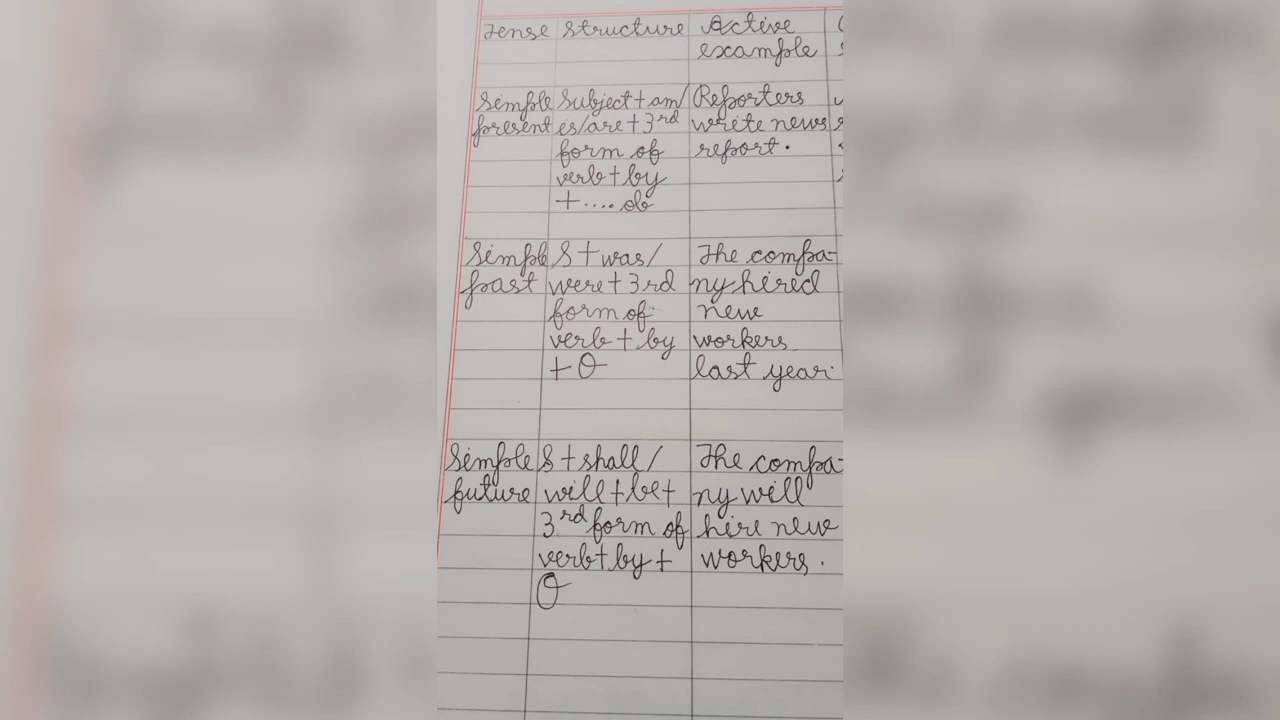 Tense Structure Active
example
Simple Subject + am/ Reporters
present is/are + 3rd write news
form of report.
verb + by
+ .... ob
Simple S + was/ The compa-
past were + 3rd ny hired
form of new
verb + by workers
+ O last year.
Simple S + shall/ The compa-
future will + be + ny will
3rd form of hire new
verb + by + workers.
O